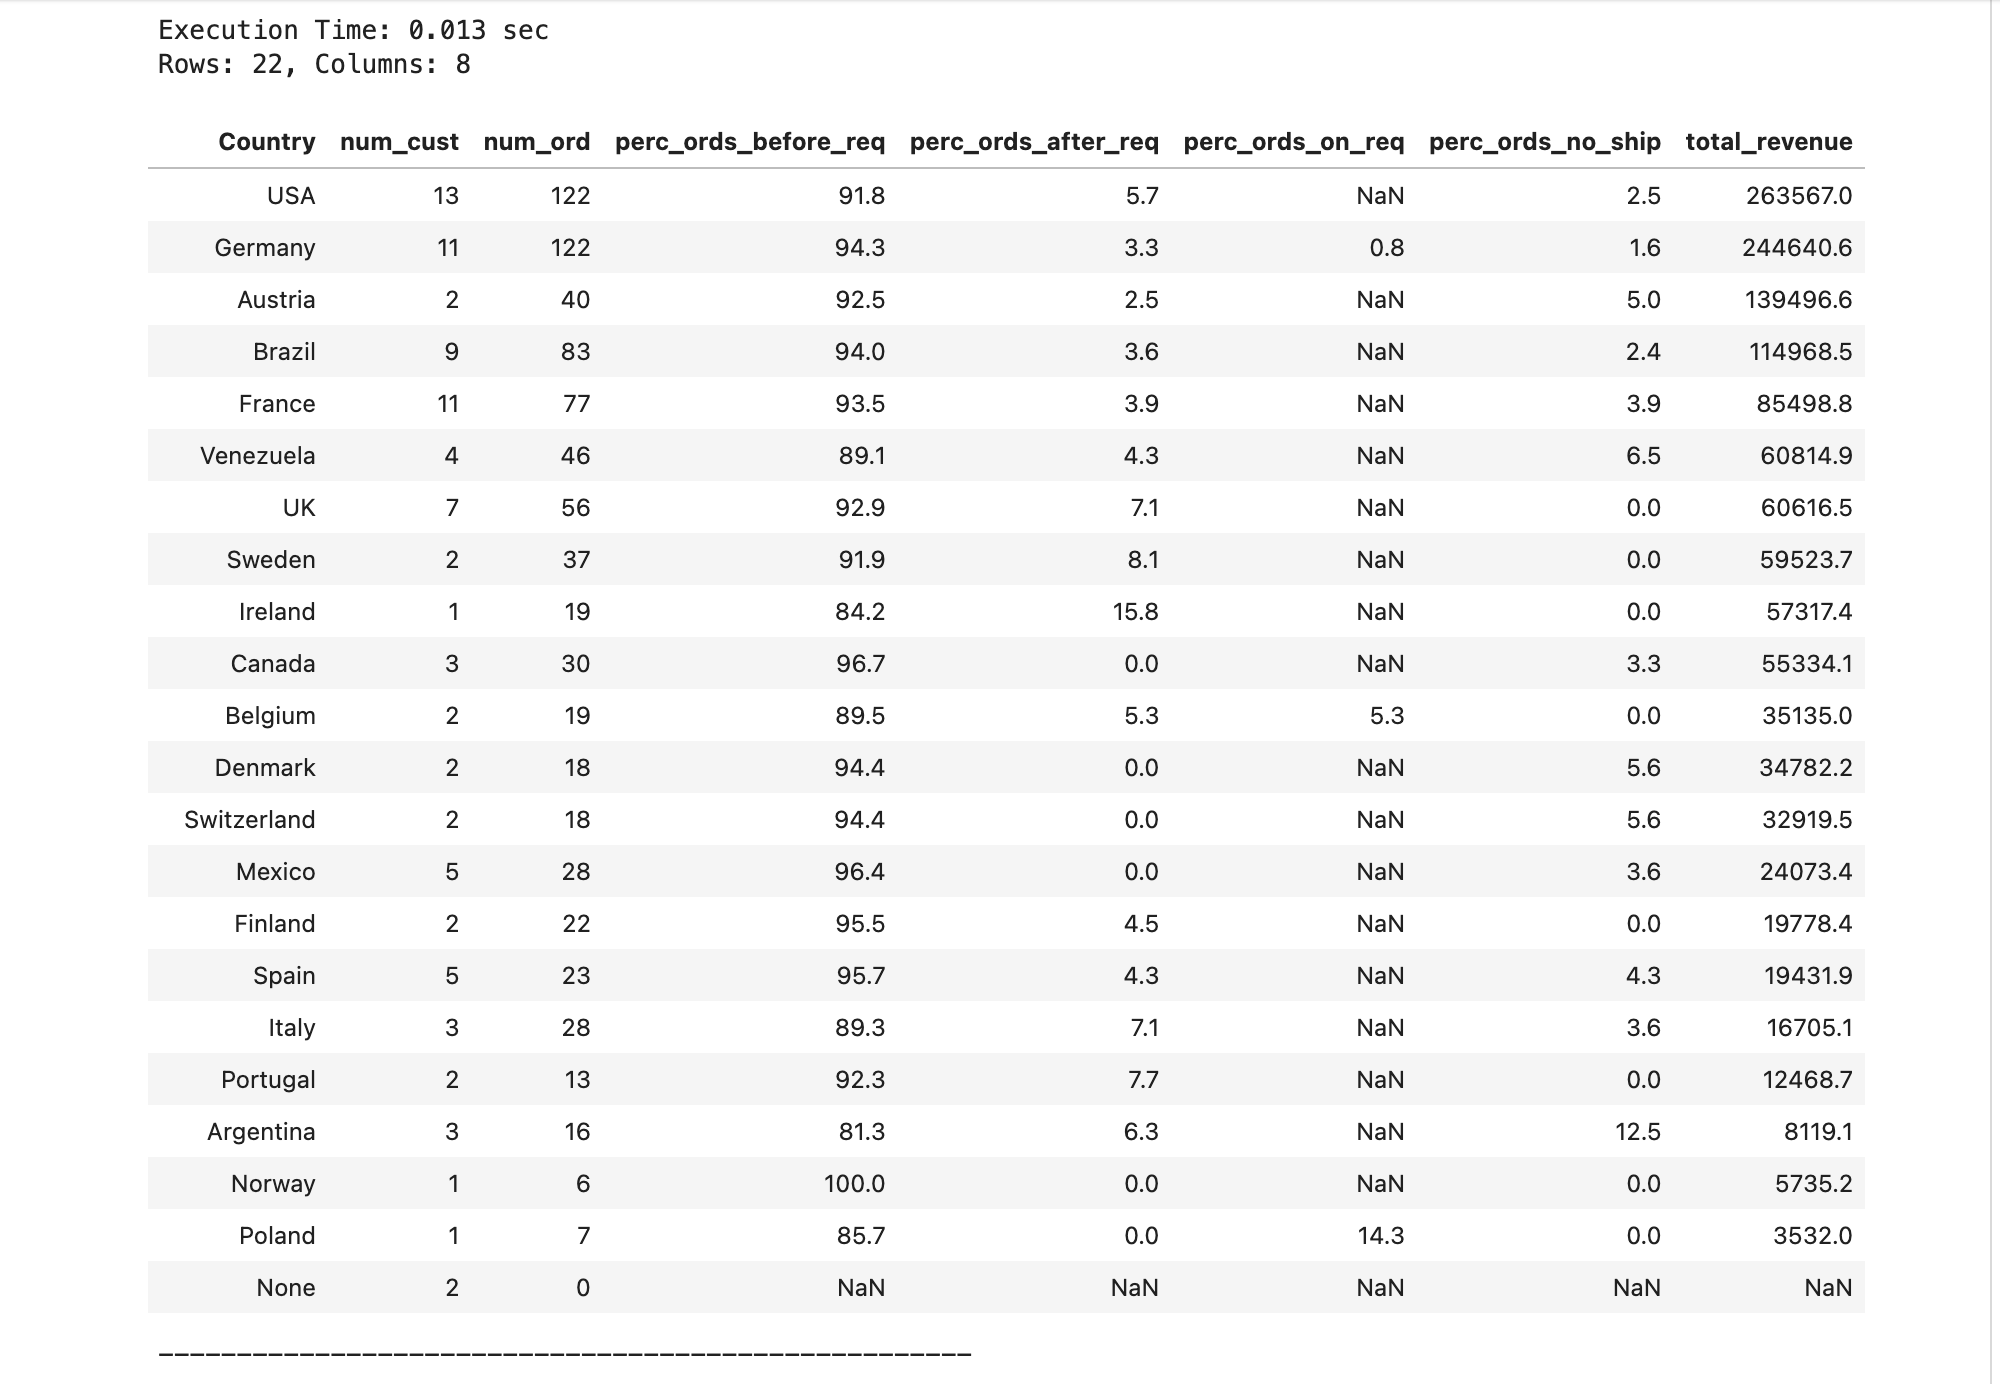 Execution Time: 0.013 sec
Rows: 22, Columns: 8
Country num_cust num_ord perc_ords_before_req perc_ords_after_req perc_ords_on_req perc_ords_no_ship total_revenue
USA 13 122 91.8 5.7 NaN 2.5 263567.0
Germany 11 122 94.3 3.3 0.8 1.6 244640.6
Austria 2 40 92.5 2.5 NaN 5.0 139496.6
Brazil 9 83 94.0 3.6 NaN 2.4 114968.5
France 11 77 93.5 3.9 NaN 3.9 85498.8
Venezuela 4 46 89.1 4.3 NaN 6.5 60814.9
UK 7 56 92.9 7.1 NaN 0.0 60616.5
Sweden 2 37 91.9 8.1 NaN 0.0 59523.7
Ireland 1 19 84.2 15.8 NaN 0.0 57317.4
Canada 3 30 96.7 0.0 NaN 3.3 55334.1
Belgium 2 19 89.5 5.3 5.3 0.0 35135.0
Denmark 2 18 94.4 0.0 NaN 5.6 34782.2
Switzerland 2 18 94.4 0.0 NaN 5.6 32919.5
Mexico 5 28 96.4 0.0 NaN 3.6 24073.4
Finland 2 22 95.5 4.5 NaN 0.0 19778.4
Spain 5 23 95.7 4.3 NaN 4.3 19431.9
Italy 3 28 89.3 7.1 NaN 3.6 16705.1
Portugal 2 13 92.3 7.7 NaN 0.0 12468.7
Argentina 3 16 81.3 6.3 NaN 12.5 8119.1
Norway 1 6 100.0 0.0 NaN 0.0 5735.2
Poland 1 7 85.7 0.0 14.3 0.0 3532.0
None 2 0 NaN NaN NaN NaN NaN
____________________________________________________